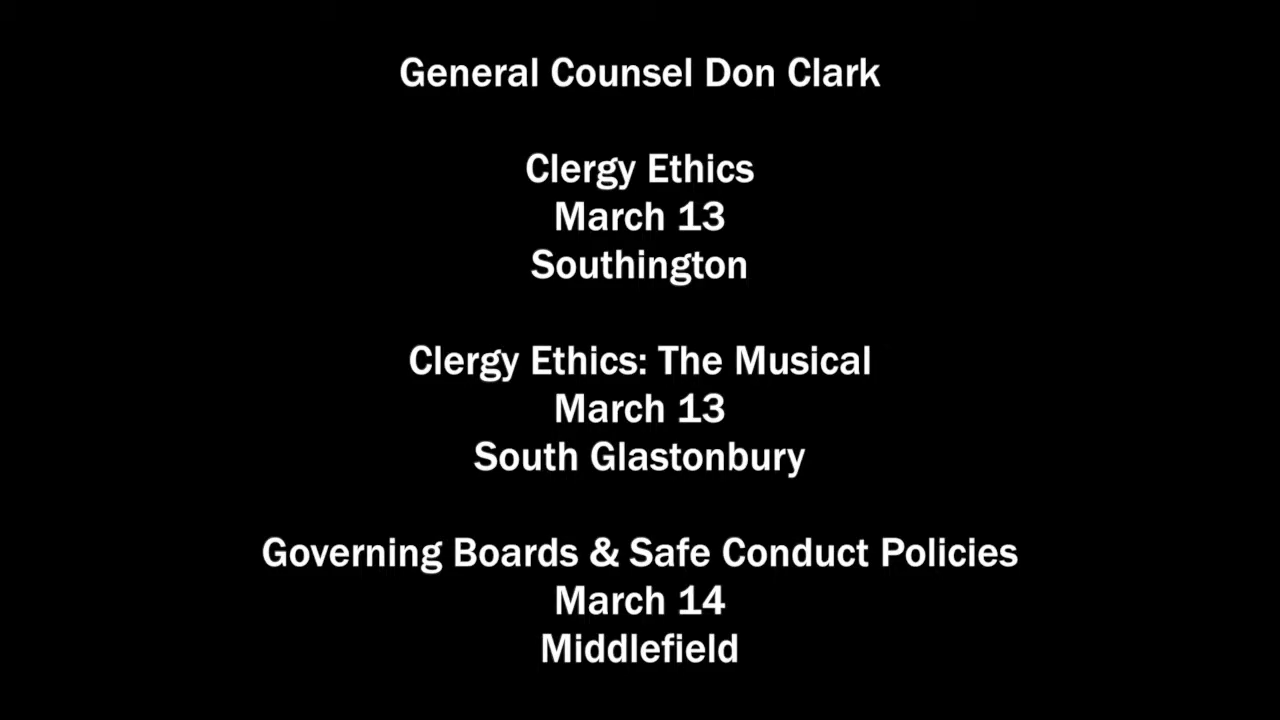 General Counsel Don Clark
Clergy Ethics
March 13
Southington
Clergy Ethics: The Musical
March 13
South Glastonbury
Governing Boards & Safe Conduct Policies
March 14
Middlefield